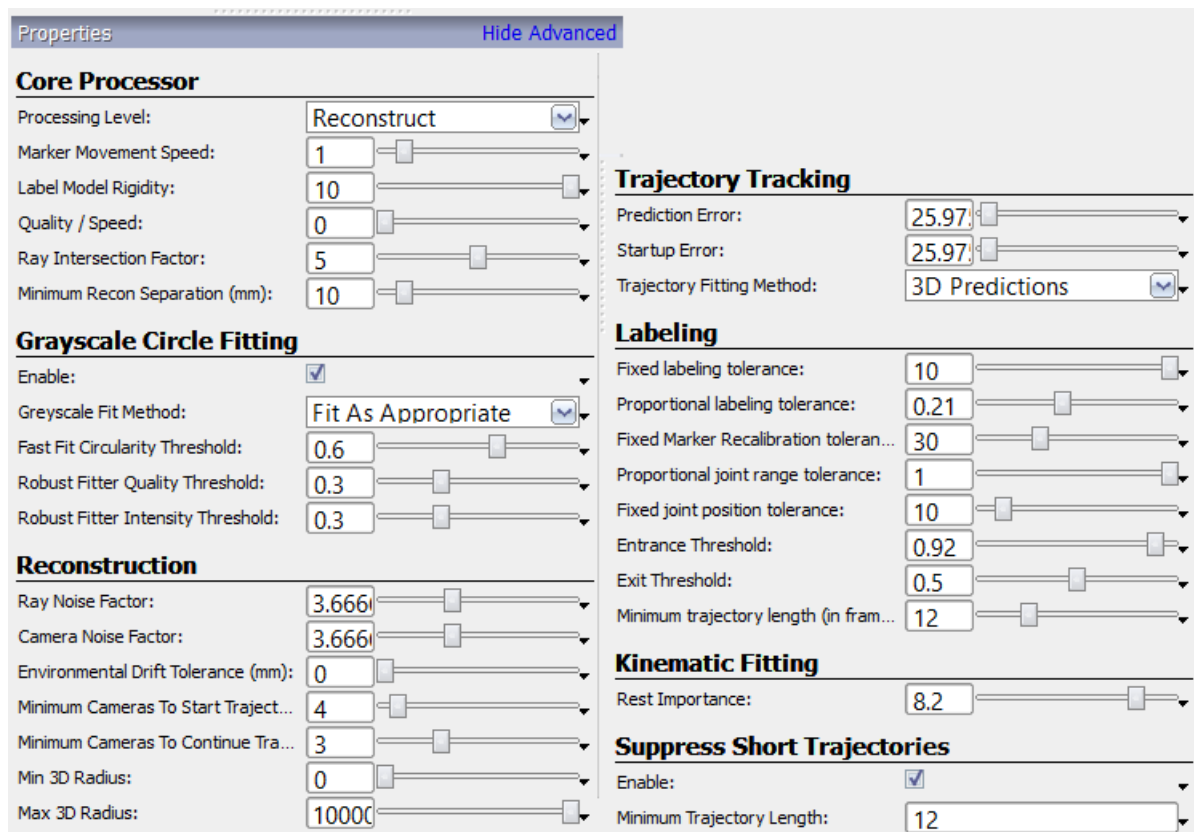 Properties Hide Advanced
Core Processor
Processing Level: Reconstruct
Marker Movement Speed: 1
Label Model Rigidity: 10
Quality / Speed: 0
Ray Intersection Factor: 5
Minimum Recon Separation (mm): 10
Grayscale Circle Fitting
Enable:
Greyscale Fit Method: Fit As Appropriate
Fast Fit Circularity Threshold: 0.6
Robust Fitter Quality Threshold: 0.3
Robust Fitter Intensity Threshold: 0.3
Reconstruction
Ray Noise Factor: 3.666
Camera Noise Factor: 3.666
Environmental Drift Tolerance (mm): 0
Minimum Cameras To Start Traject... 4
Minimum Cameras To Continue Tra... 3
Min 3D Radius: 0
Max 3D Radius: 1000
Trajectory Tracking
Prediction Error: 25.97
Startup Error: 25.97
Trajectory Fitting Method: 3D Predictions
Labeling
Fixed labeling tolerance: 10
Proportional labeling tolerance: 0.21
Fixed Marker Recalibration toleran... 30
Proportional joint range tolerance: 1
Fixed joint position tolerance: 10
Entrance Threshold: 0.92
Exit Threshold: 0.5
Minimum trajectory length (in fram... 12
Kinematic Fitting
Rest Importance: 8.2
Suppress Short Trajectories
Enable:
Minimum Trajectory Length: 12